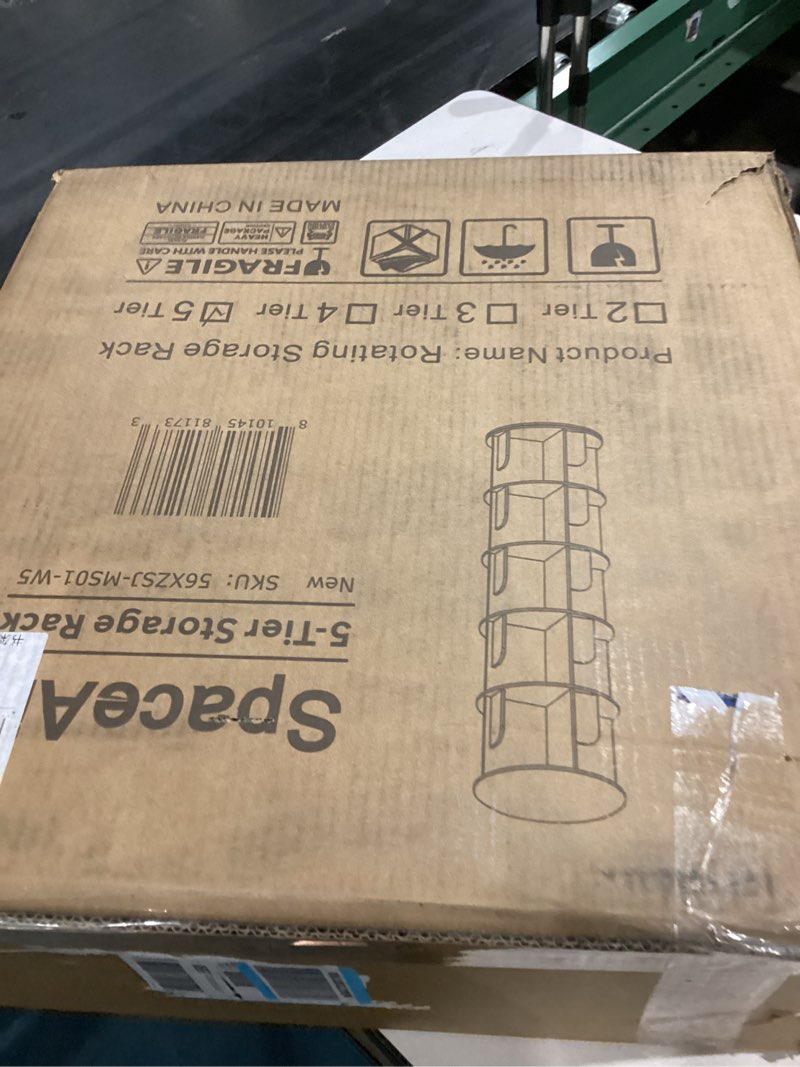 SpaceA
5-Tier Storage Rack
New SKU: 56XZSJ-MS01-W5
8 10145 81173 3
Product Name: Rotating Storage Rack
2 Tier 3 Tier 4 Tier 5 Tier
FRAGILE
PLEASE HANDLE WITH CARE
HEAVY
PACKAGE
FRAGILE
MADE IN CHINA